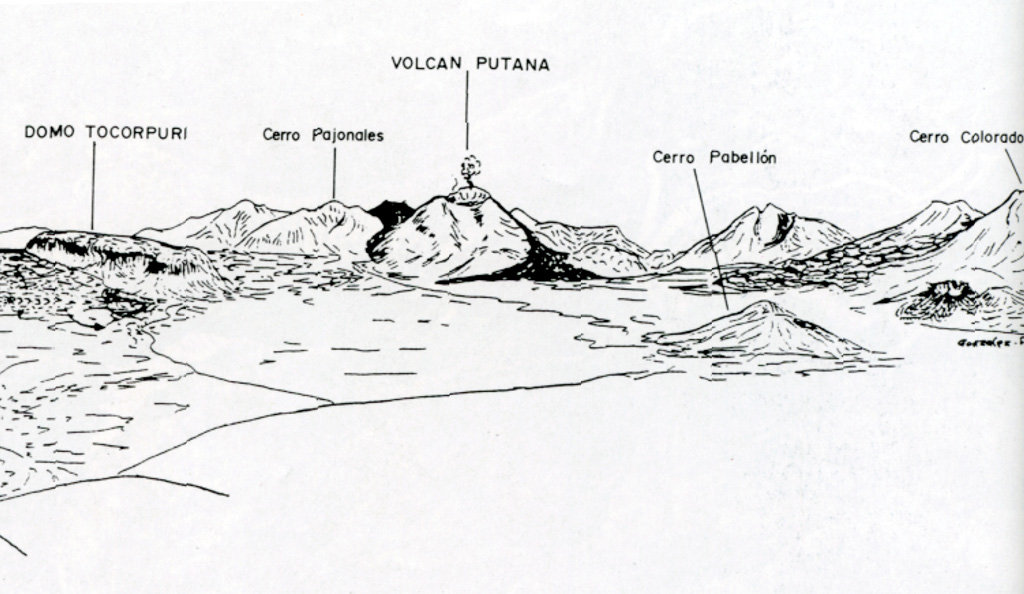 VOLCAN PUTANA
DOMO TOCORPURI
Cerro Pajonales
Cerro Pabellón
Cerro Colorado